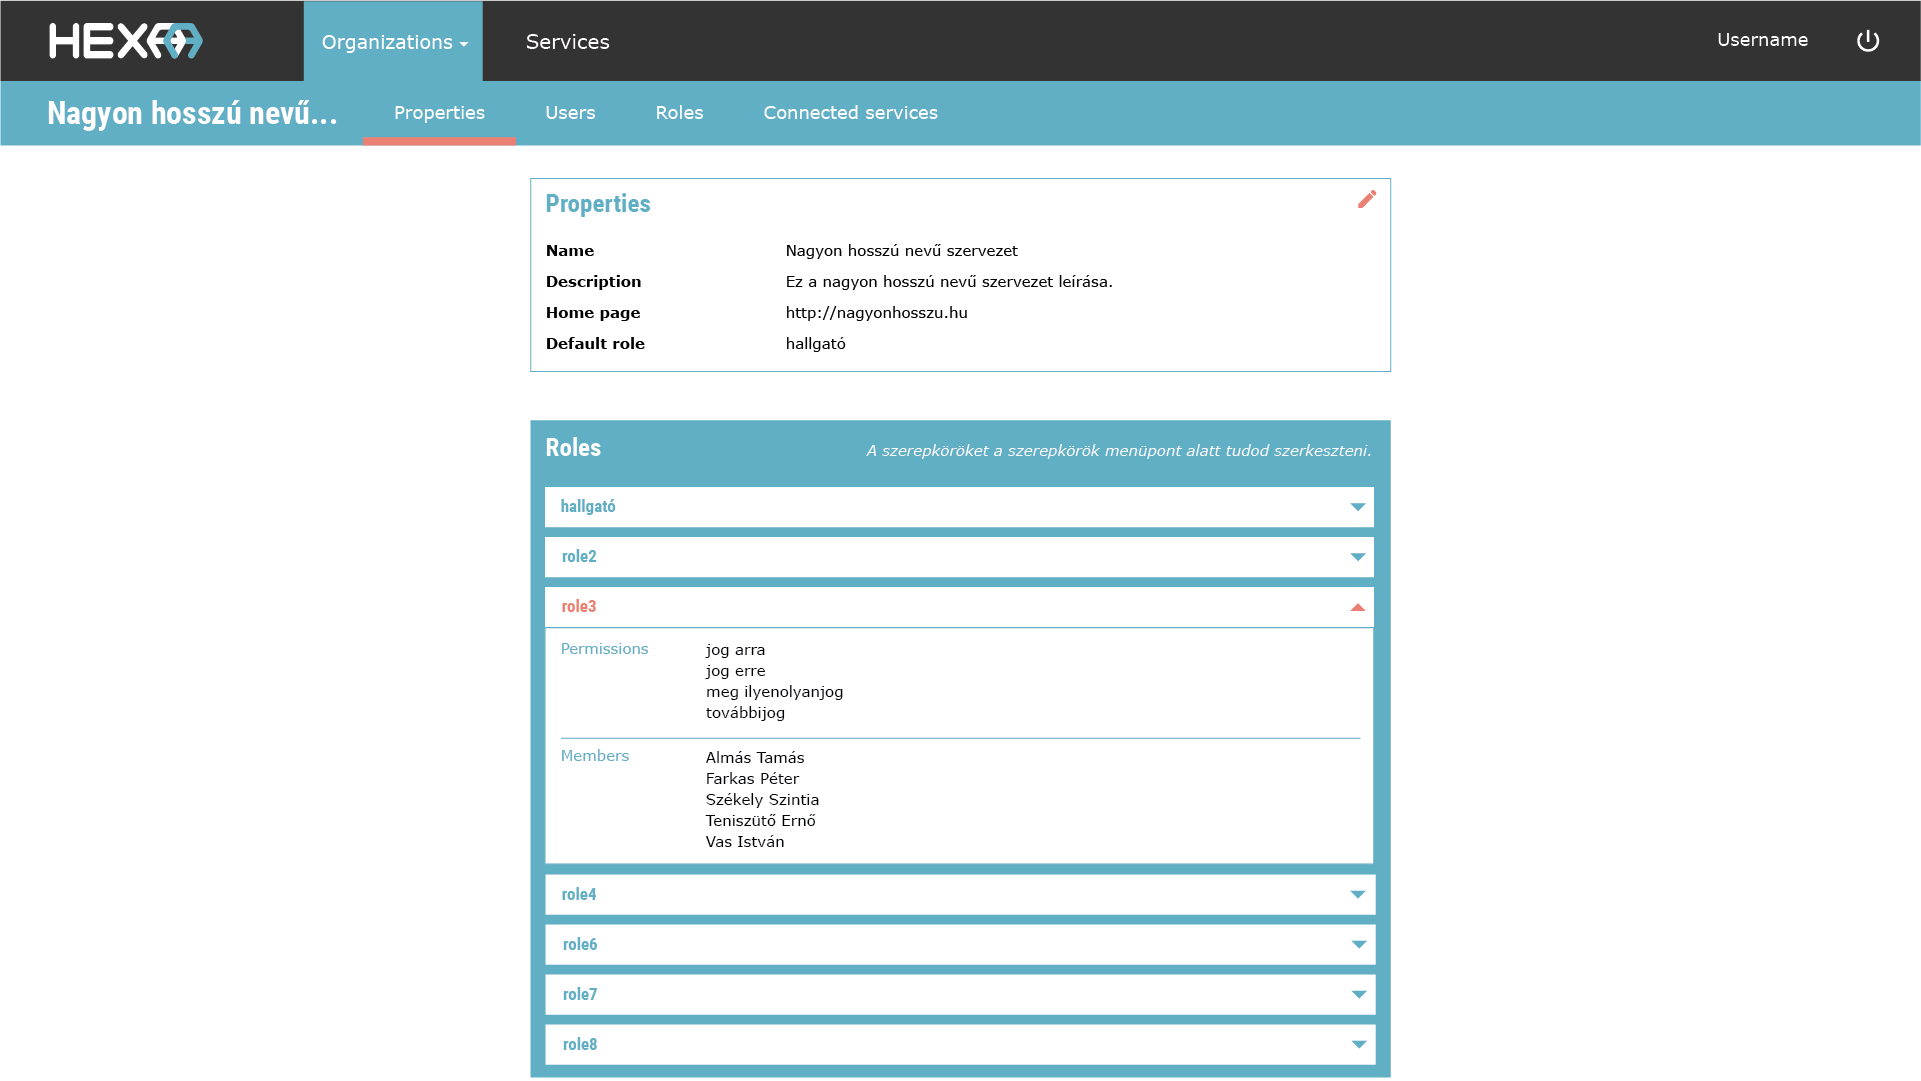 HEXAA
Organizations
Services
Username
Nagyon hosszú nevű...
Properties
Users
Roles
Connected services
Properties
Name
Nagyon hosszú nevű szervezet
Description
Ez a nagyon hosszú nevű szervezet leírása.
Home page
http://nagyonhosszu.hu
Default role
hallgató
Roles
A szerepköröket a szerepkörök menüpont alatt tudod szerkeszteni.
hallgató
role2
role3
Permissions
jog arra
jog erre
meg ilyenolyanjog
továbbijog
Members
Almás Tamás
Farkas Péter
Székely Szintia
Teniszütő Ernő
Vas István
role4
role6
role7
role8